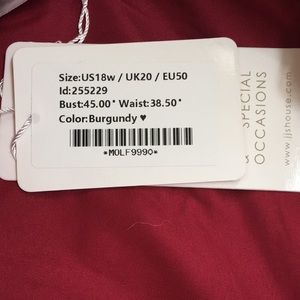 Size:US18w / UK20 / EU50
Id:255229
Bust:45.00" Waist:38.50"
Color:Burgundy ♥
*MOLF9990*
& SPECIAL
OCCASIONS
www.jjshouse.com